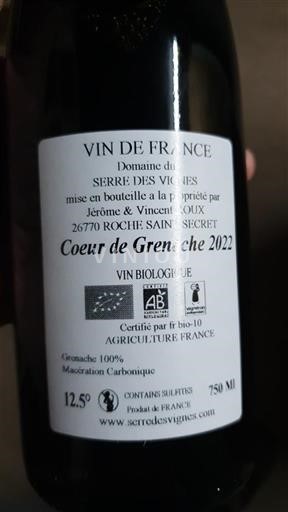 VIN DE FRANCE
Domaine du
SERRE DES VIGNES
mise en bouteille a la propriété par
Jérôme & Vincent ROUX
26770 ROCHE SAINT SECRET
Coeur de Grenache 2022
VIN BIOLOGIQUE
AB
Certifié par fr bio-10
AGRICULTURE FRANCE
Grenache 100%
Macération Carbonique
12.5° CONTAINS SULFITES 750 Ml
Produit de FRANCE
www.serredesvignes.com